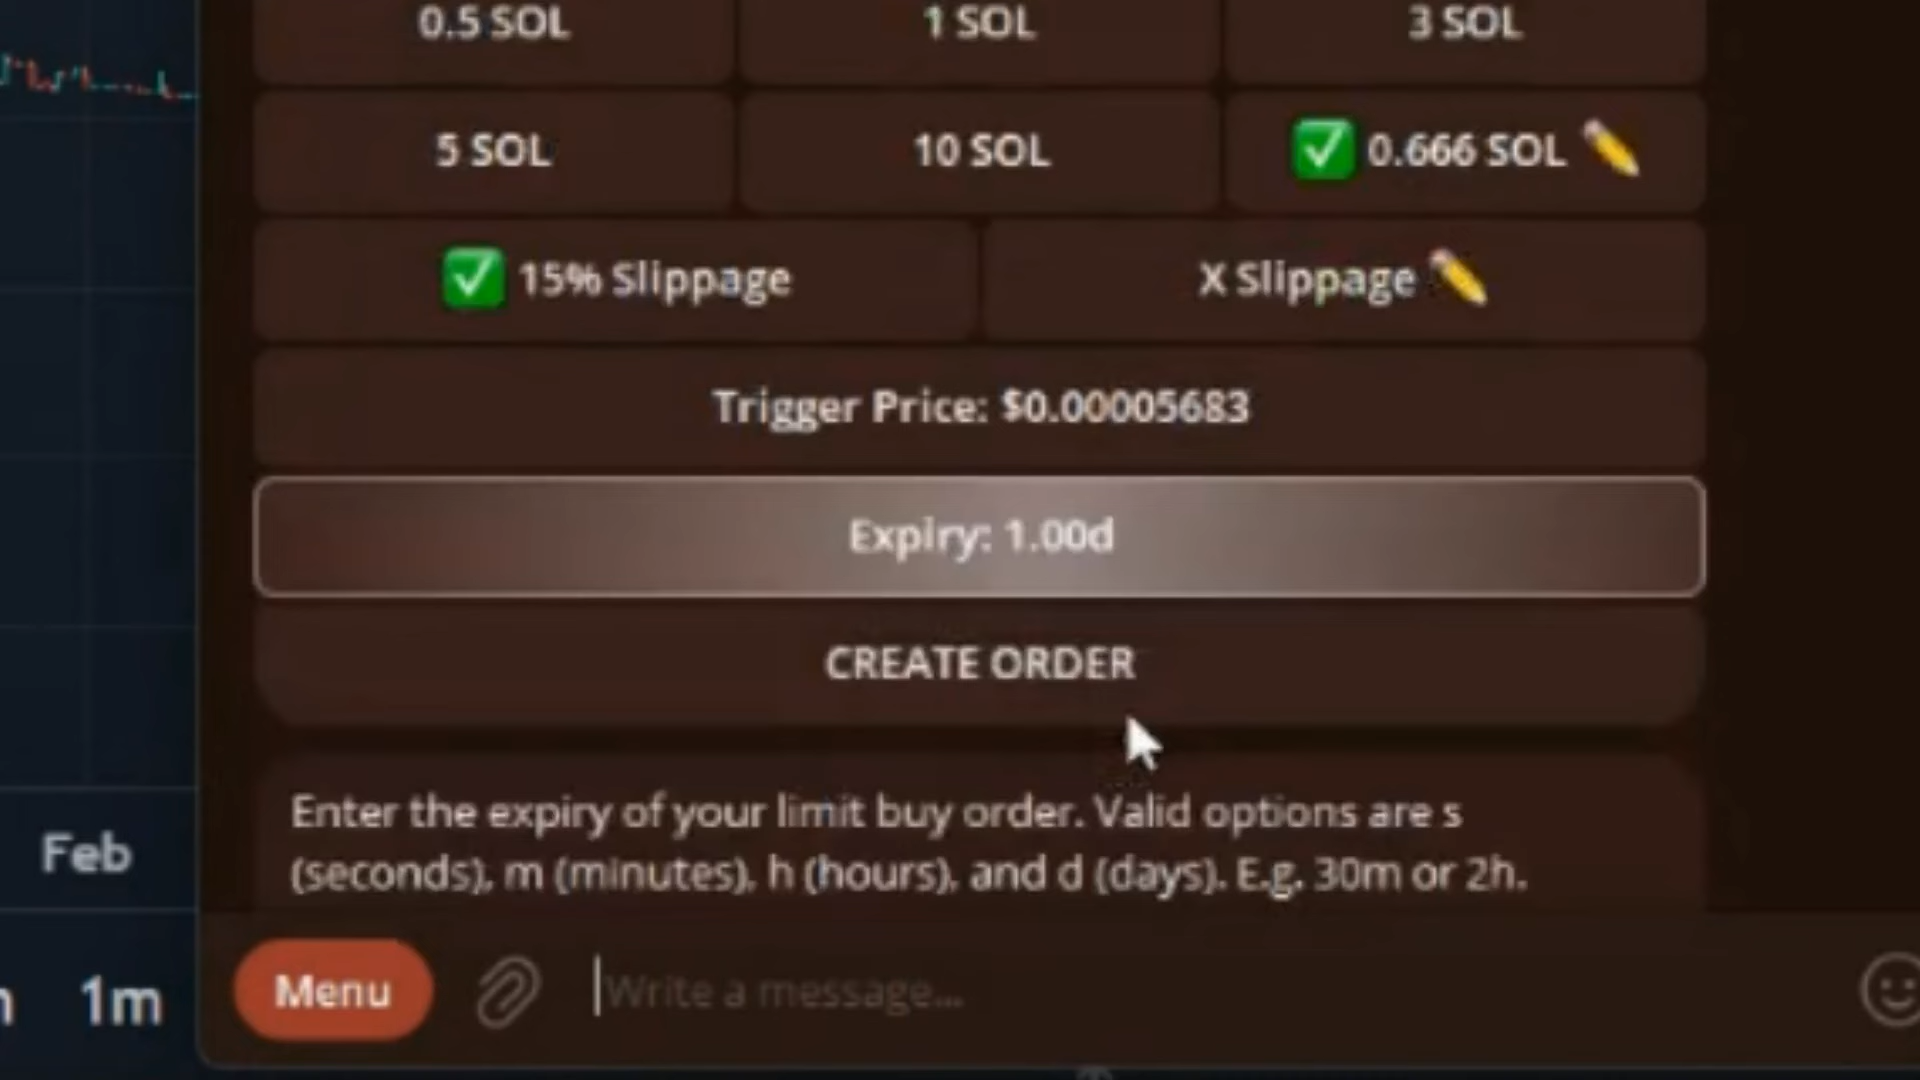 0.5 SOL
1 SOL
3 SOL
5 SOL
10 SOL
✅ 0.666 SOL ✏️
✅ 15% Slippage
X Slippage ✏️
Trigger Price: $0.00005683
Expiry: 1.00d
CREATE ORDER
Enter the expiry of your limit buy order. Valid options are s
(seconds), m (minutes), h (hours), and d (days). E.g. 30m or 2h.
Feb
1m
Menu
Write a message...